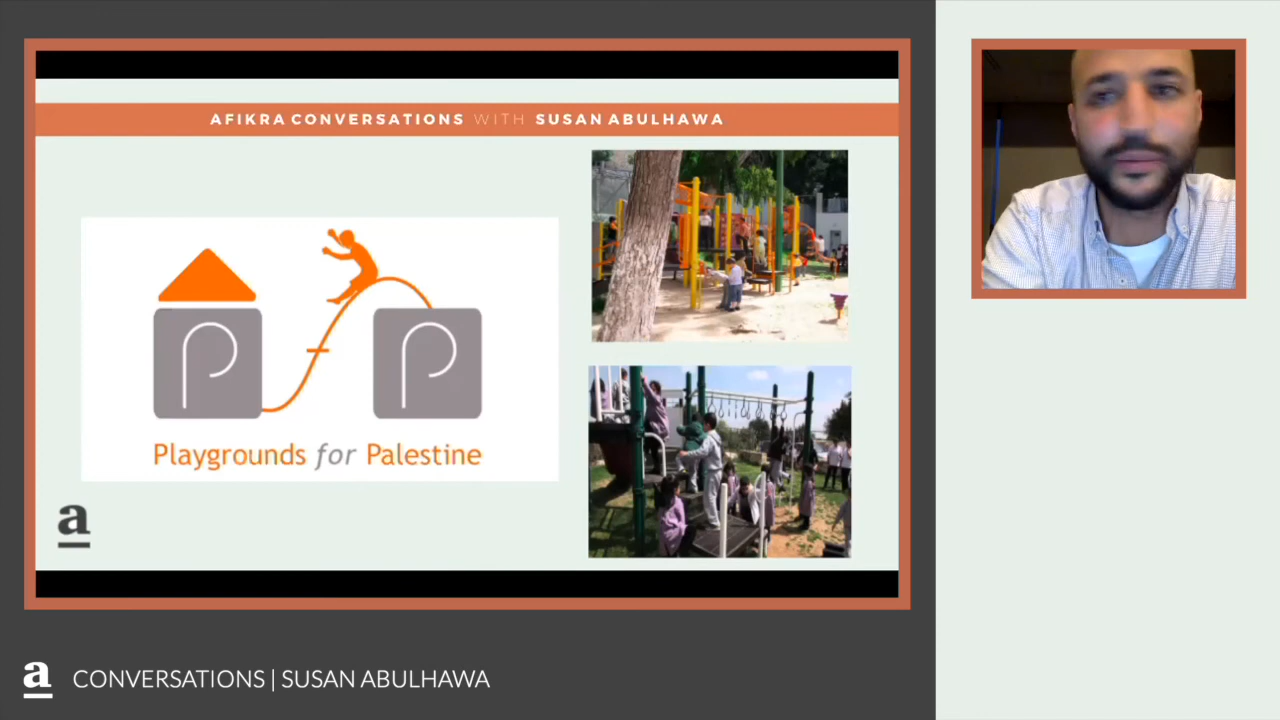 AFIKRA CONVERSATIONS WITH SUSAN ABULHAWA
P P
Playgrounds for Palestine
a
a CONVERSATIONS | SUSAN ABULHAWA